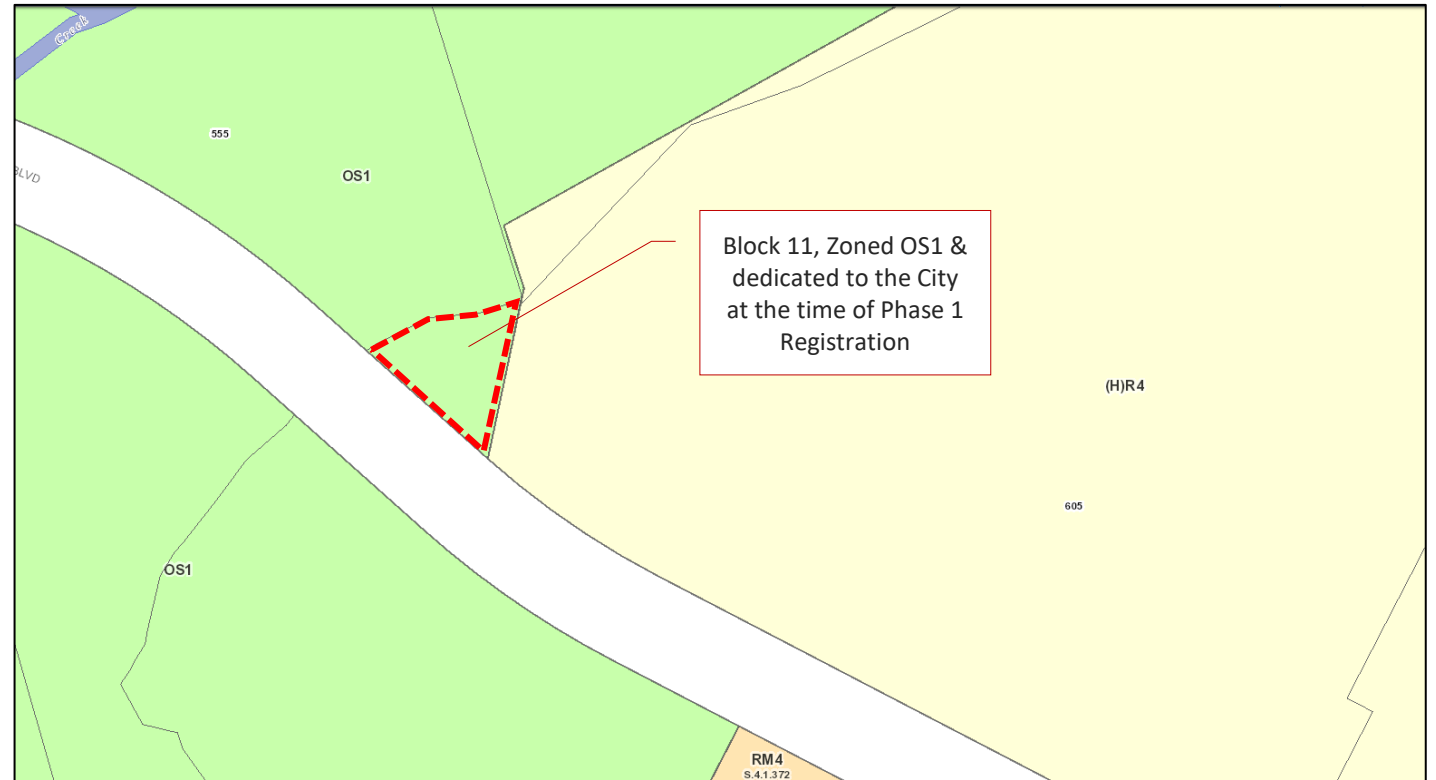 Creek
555
OS1
BLVD
Block 11, Zoned OS1 &
dedicated to the City
at the time of Phase 1
Registration
(H)R4
605
OS1
RM4
S.4.1.372